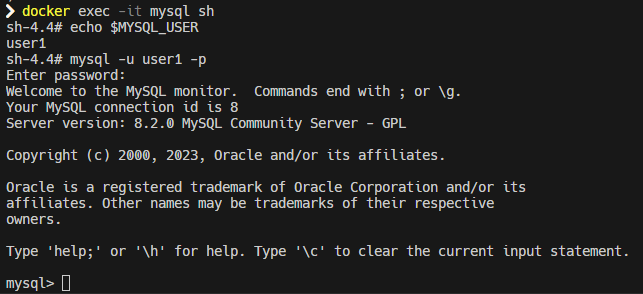 ❯ docker exec -it mysql sh
sh-4.4# echo $MYSQL_USER
user1
sh-4.4# mysql -u user1 -p
Enter password:
Welcome to the MySQL monitor.  Commands end with ; or \g.
Your MySQL connection id is 8
Server version: 8.2.0 MySQL Community Server - GPL

Copyright (c) 2000, 2023, Oracle and/or its affiliates.

Oracle is a registered trademark of Oracle Corporation and/or its
affiliates. Other names may be trademarks of their respective
owners.

Type 'help;' or '\h' for help. Type '\c' to clear the current input statement.

mysql>